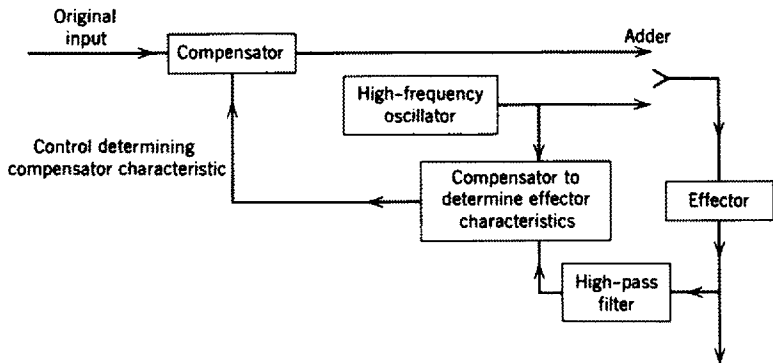 Original
input
Compensator
Adder
High-frequency
oscillator
Control determining
compensator characteristic
Compensator to
determine effector
characteristics
Effector
High-pass
filter